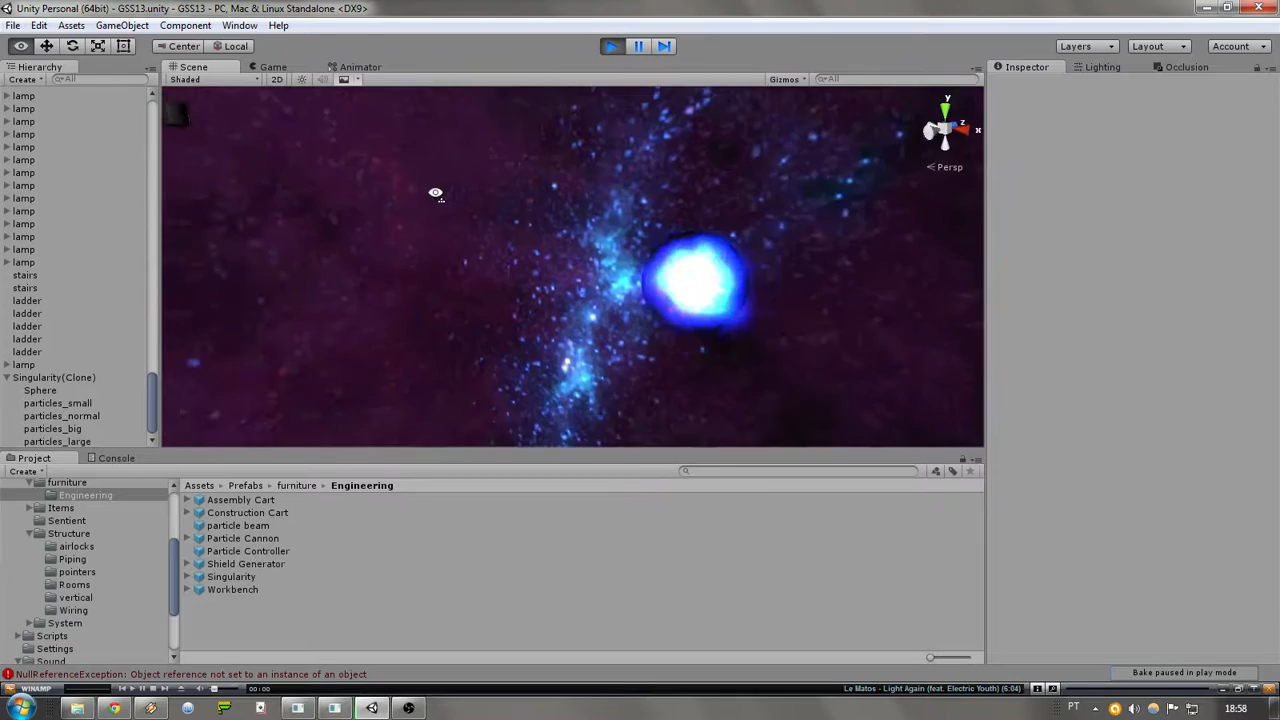 Unity Personal (64bit) - GSS13.unity - GSS13 - PC, Mac & Linux Standalone <DX9>
File Edit Assets GameObject Component Window Help
Center Local Layers Layout Account
Hierarchy Scene Game Animator Inspector Lighting Occlusion
Create All Shaded 2D Gizmos All
lamp
lamp
lamp
lamp
lamp
lamp
lamp
lamp
lamp
lamp
lamp
lamp
lamp
lamp
stairs
stairs
ladder
ladder
ladder
ladder
ladder
lamp
Singularity(Clone)
Sphere
particles_small
particles_normal
particles_big
particles_large
y
z
x
Persp
Project Console
Create
furniture
Engineering
Items
Sentient
Structure
airlocks
Piping
pointers
Rooms
vertical
Wiring
System
Scripts
Settings
Sound
Assets Prefabs furniture Engineering
Assembly Cart
Construction Cart
particle beam
Particle Cannon
Particle Controller
Shield Generator
Singularity
Workbench
NullReferenceException: Object reference not set to an instance of an object
Bake paused in play mode
WINAMP 00:00 Le Matos - Light Again (feat. Electric Youth) (6:04)
PT 18:58